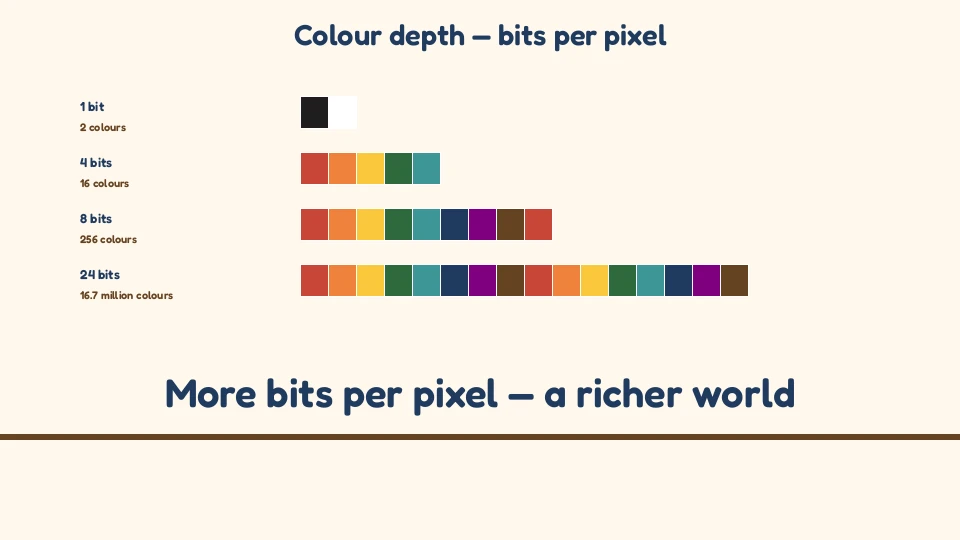 Colour depth — bits per pixel
1 bit
2 colours
4 bits
16 colours
8 bits
256 colours
24 bits
16.7 million colours
More bits per pixel — a richer world